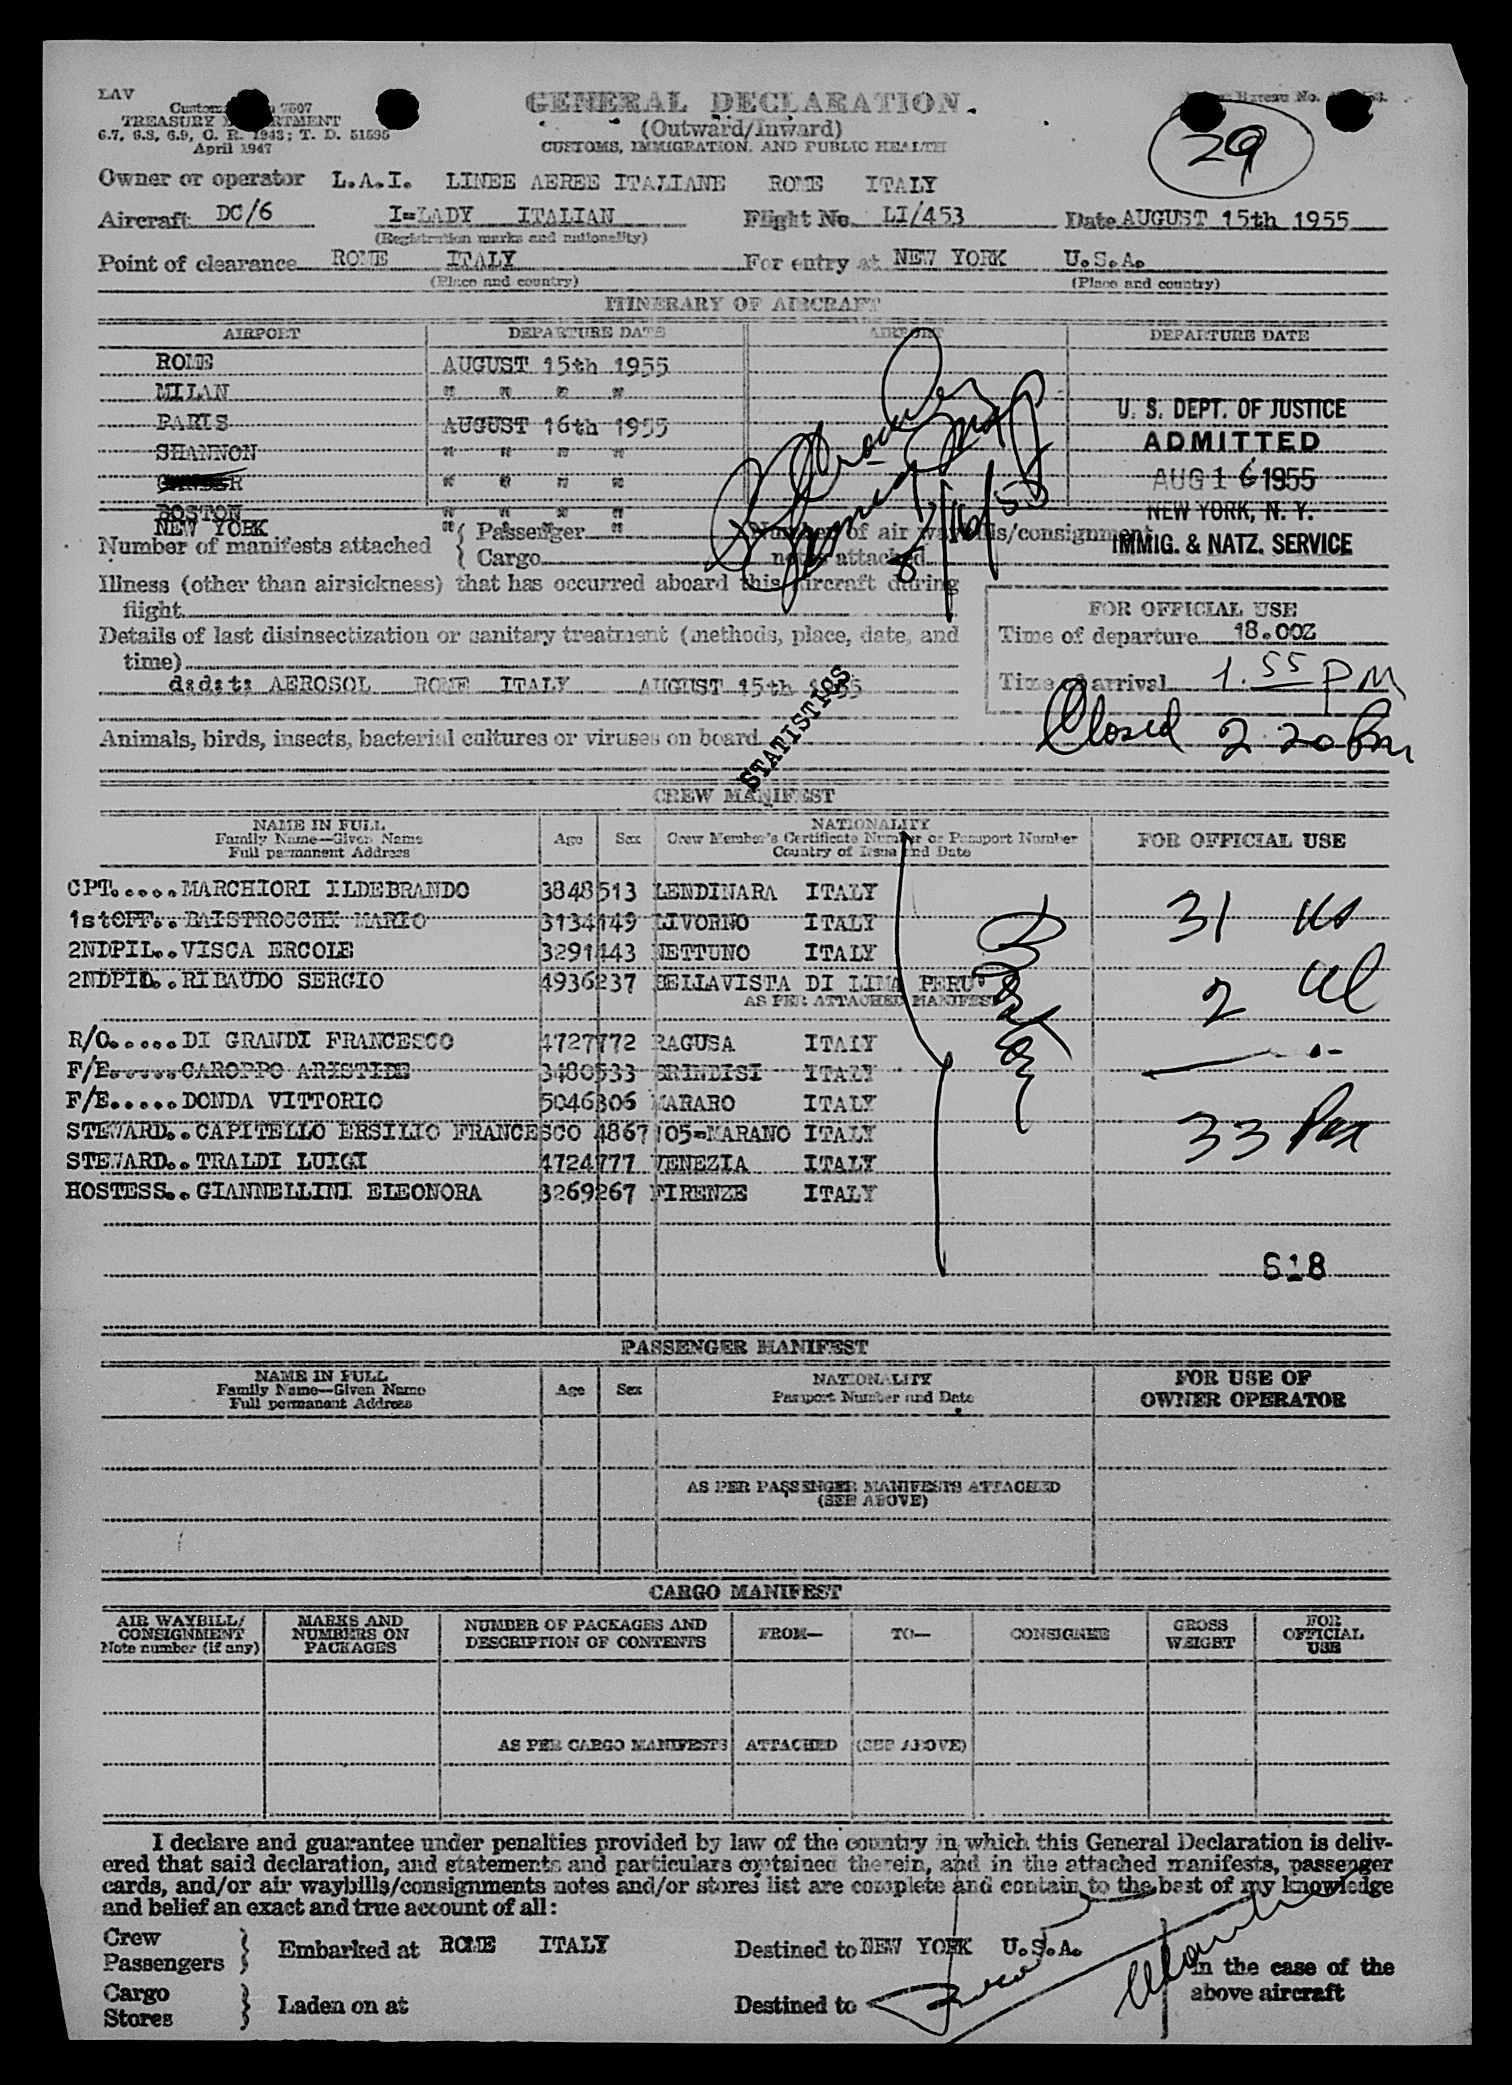 LAV
Customs 7507
TREASURY DEPARTMENT
6.7, 6.8, 6.9, C. R. 1943; T. D. 51595
April 1947
GENERAL DECLARATION
(Outward/Inward)
CUSTOMS, IMMIGRATION, AND PUBLIC HEALTH
Bureau No.
29
Owner or operator L.A.I. LINEE AEREE ITALIANE ROME ITALY
Aircraft DC/6 I=LADY ITALIAN Flight No. LI/453 Date AUGUST 15th 1955
(Registration marks and nationality)
Point of clearance ROME ITALY For entry at NEW YORK U.S.A.
(Place and country) (Place and country)
ITINERARY OF AIRCRAFT
AIRPORT DEPARTURE DATE AIRPORT DEPARTURE DATE
ROME AUGUST 15th 1955
MILAN " " " "
PARIS AUGUST 16th 1955
SHANNON " " " "
" " " "
BOSTON " " " "
NEW YORK " " "
U. S. DEPT. OF JUSTICE
ADMITTED
AUG 16 1955
NEW YORK, N. Y.
IMMIG. & NATZ. SERVICE
8/16/55
Number of manifests attached { Passenger Number of air waybills/consignment
Cargo notes attached
Illness (other than airsickness) that has occurred aboard this aircraft during
flight
FOR OFFICIAL USE
Details of last disinsectization or sanitary treatment (methods, place, date, and
time)
Time of departure 18.00Z
d:d:t: AEROSOL ROME ITALY AUGUST 15th 1955
Time of arrival 1.55 PM
Closed 2.20 Pm
STATISTICS
Animals, birds, insects, bacterial cultures or viruses on board
CREW MANIFEST
NAME IN FULL
Family Name—Given Name
Full permanent Address
Age Sex
NATIONALITY
Crew Member's Certificate Number or Passport Number
Country of Issue and Date
FOR OFFICIAL USE
CPT.....MARCHIORI ILDEBRANDO 3848513 LENDINARA ITALY
1stOFF..BAISTROCCHI MARIO 3134149 LIVORNO ITALY
2NDPIL..VISCA ERCOLE 3291443 NETTUNO ITALY
2NDPIL..RIBAUDO SERGIO 4936237 BELLAVISTA DI LIMA PERU
AS PER ATTACHED MANIFEST
R/O.....DI GRANDI FRANCESCO 4727772 RAGUSA ITALY
F/E.....CAROPPO ARISTIDE 3480533 BRINDISI ITALY
F/E.....DONDA VITTORIO 5046306 ITALY
STEWARD..CAPITELLO ERSILIO FRANCESCO 4867105=MARANO ITALY
STEWARD..TRALDI LUIGI 4724777 VENEZIA ITALY
HOSTESS..GIANNELLINI ELEONORA 3269267 FIRENZE ITALY
31 us
2 al
33 Pax
618
PASSENGER MANIFEST
NAME IN FULL
Family Name—Given Name
Full permanent Address
Age Sex
NATIONALITY
Passport Number and Date
FOR USE OF
OWNER OPERATOR
AS PER PASSENGER MANIFESTS ATTACHED
(SEE ABOVE)
CARGO MANIFEST
AIR WAYBILL/
CONSIGNMENT
Note number (if any)
MARKS AND
NUMBERS ON
PACKAGES
NUMBER OF PACKAGES AND
DESCRIPTION OF CONTENTS
FROM— TO— CONSIGNEE
GROSS
WEIGHT
FOR
OFFICIAL
USE
AS PER CARGO MANIFESTS ATTACHED (SEE ABOVE)
I declare and guarantee under penalties provided by law of the country in which this General Declaration is deliv-
ered that said declaration, and statements and particulars contained therein, and in the attached manifests, passenger
cards, and/or air waybills/consignments notes and/or stores list are complete and contain to the best of my knowledge
and belief an exact and true account of all:
Crew
Passengers } Embarked at ROME ITALY Destined to NEW YORK U.S.A.
in the case of the
above aircraft
Cargo
Stores } Laden on at Destined to